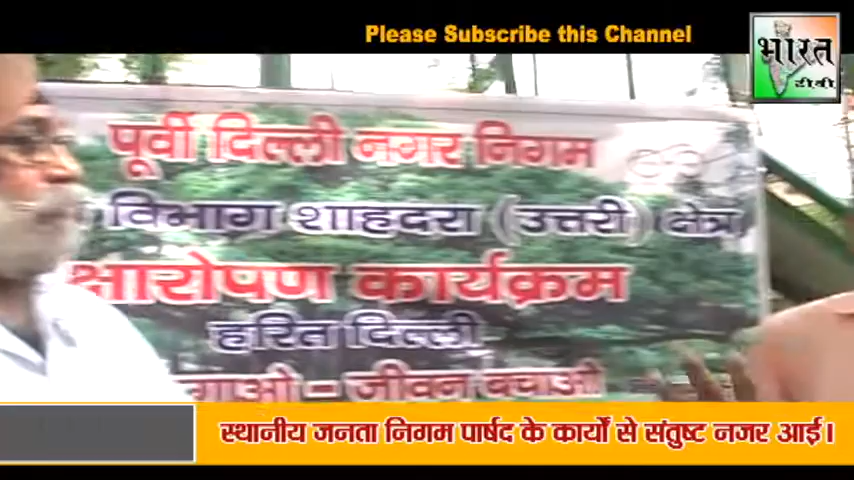 Please Subscribe this Channel
भारत
टीवी
पूर्वी दिल्ली नगर निगम
विभाग शाहदरा (उत्तरी) क्षेत्र
क्षारोपण कार्यक्रम
हरित दिल्ली
गाओ - जीवन बचाओ
स्थानीय जनता निगम पार्षद के कार्यों से संतुष्ट नजर आई।